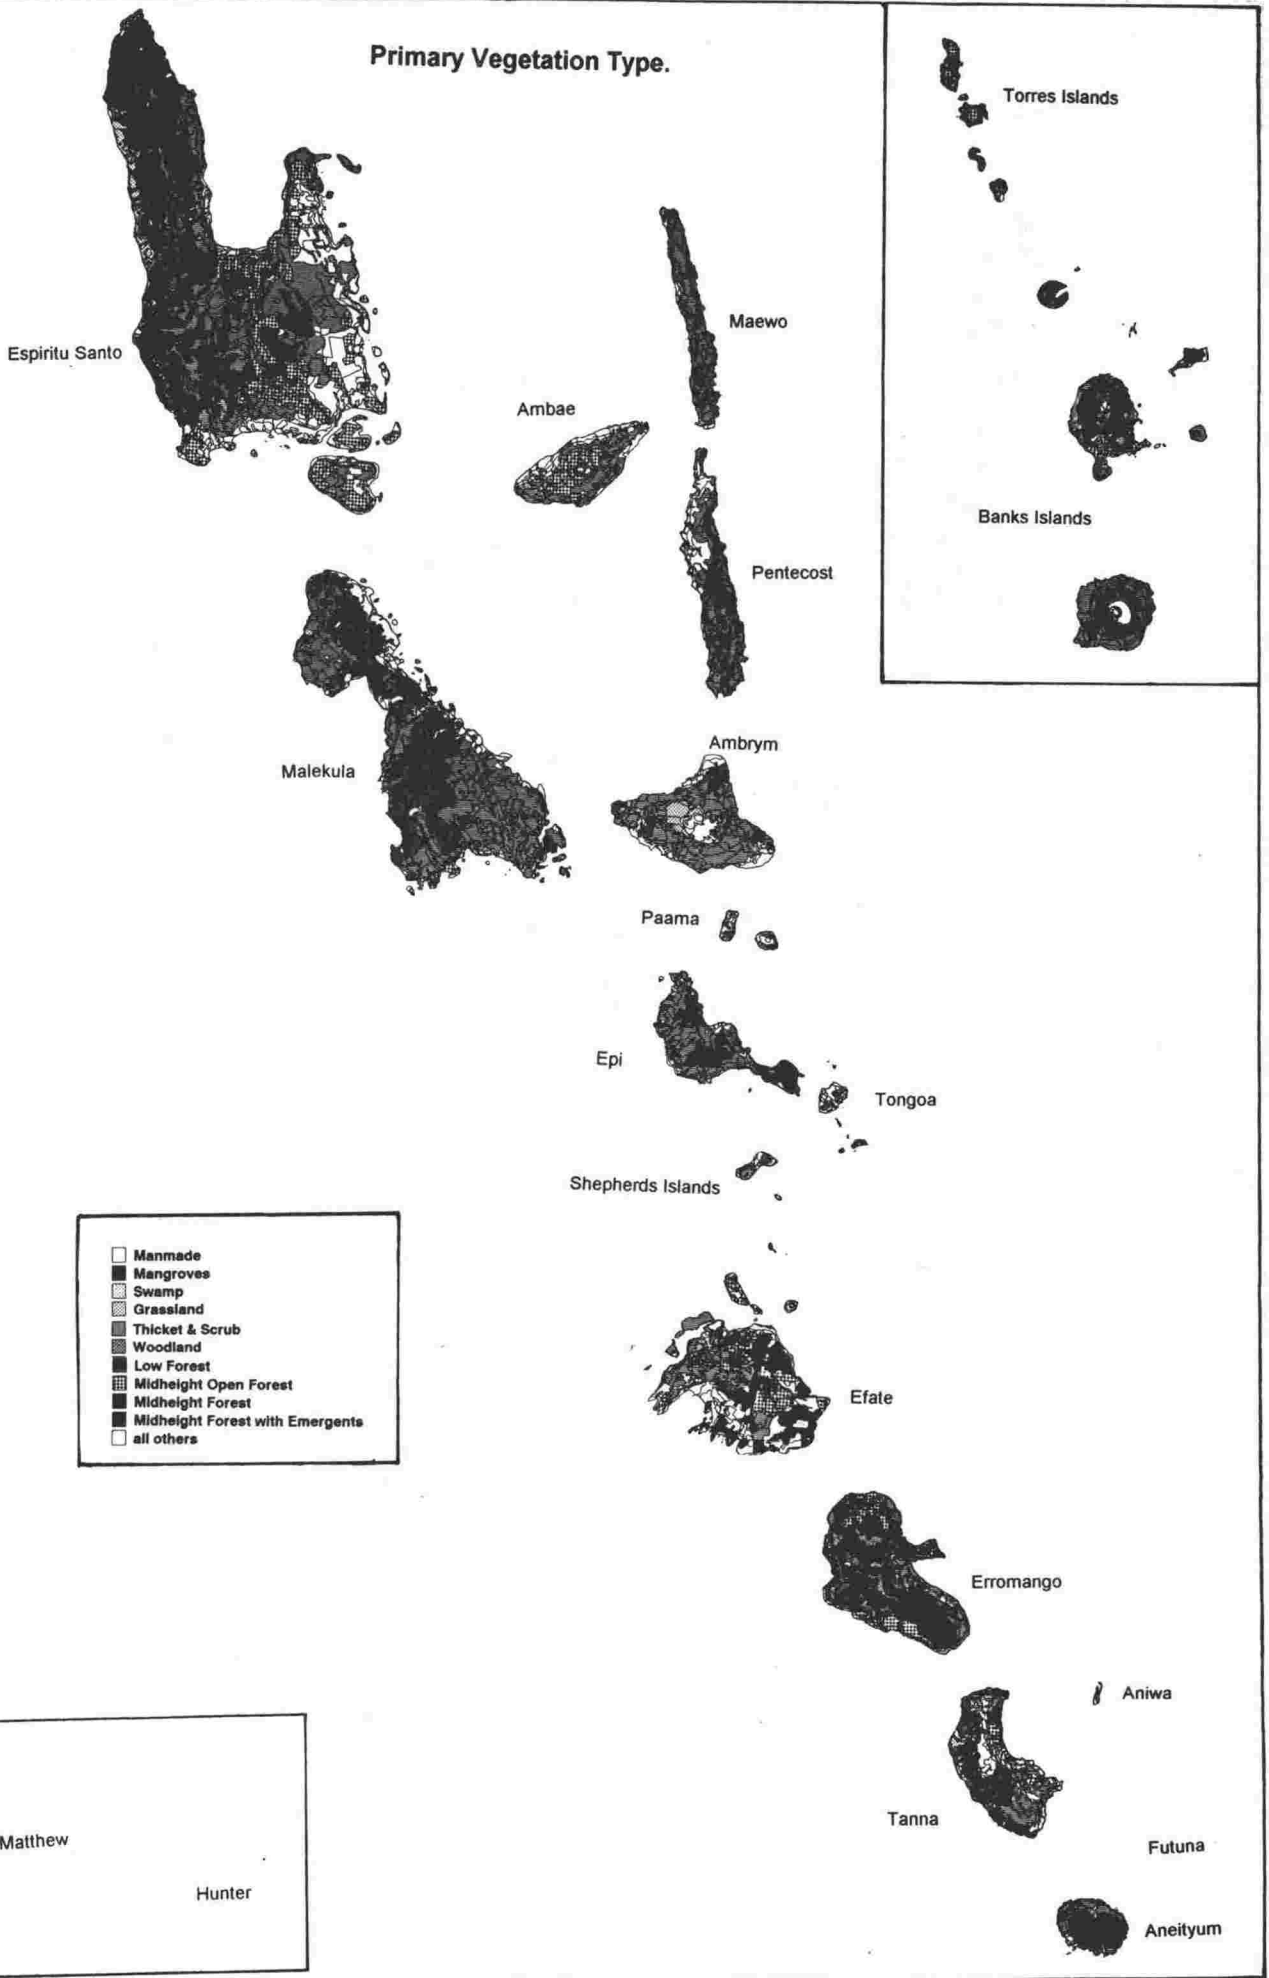 Primary Vegetation Type.
Torres Islands
Maewo
Espiritu Santo
Ambae
Banks Islands
Pentecost
Ambrym
Malekula
Paama
Epi
Tongoa
Shepherds Islands
Manmade
Mangroves
Swamp
Grassland
Thicket & Scrub
Woodland
Low Forest
Midheight Open Forest
Midheight Forest
Midheight Forest with Emergents
all others
Efate
Erromango
Aniwa
Tanna
Matthew
Futuna
Hunter
Aneityum